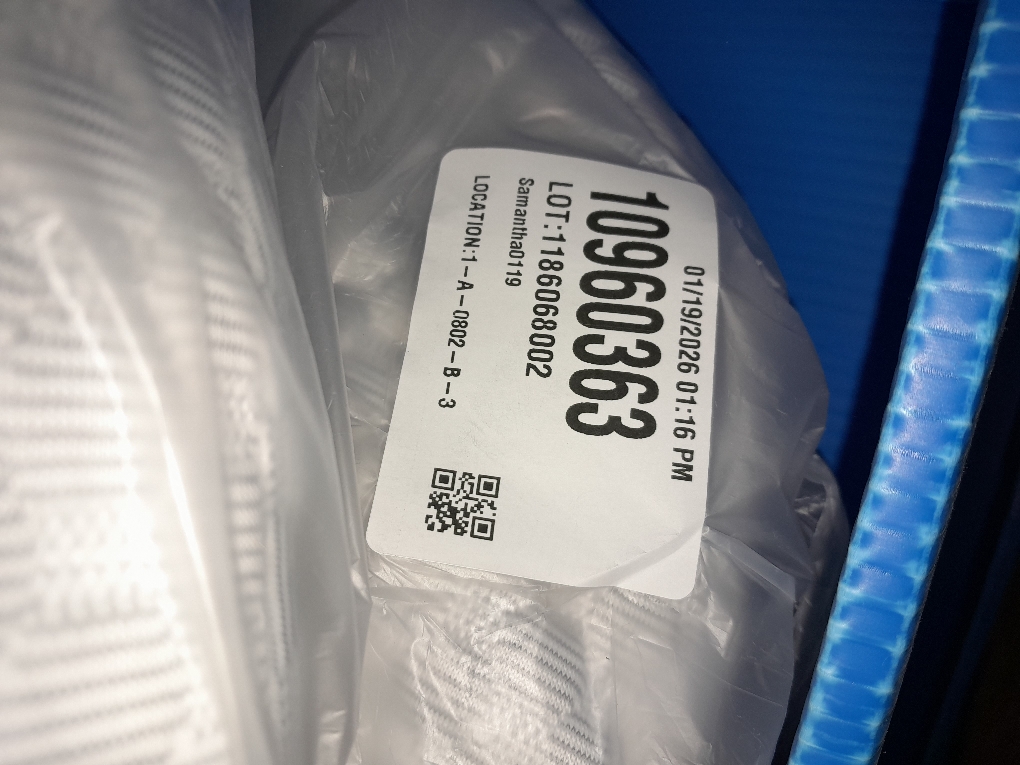 01/19/2026 01:16 PM
10960363
LOT:1186068002
Samantha0119
LOCATION:1-A-0802-B-3